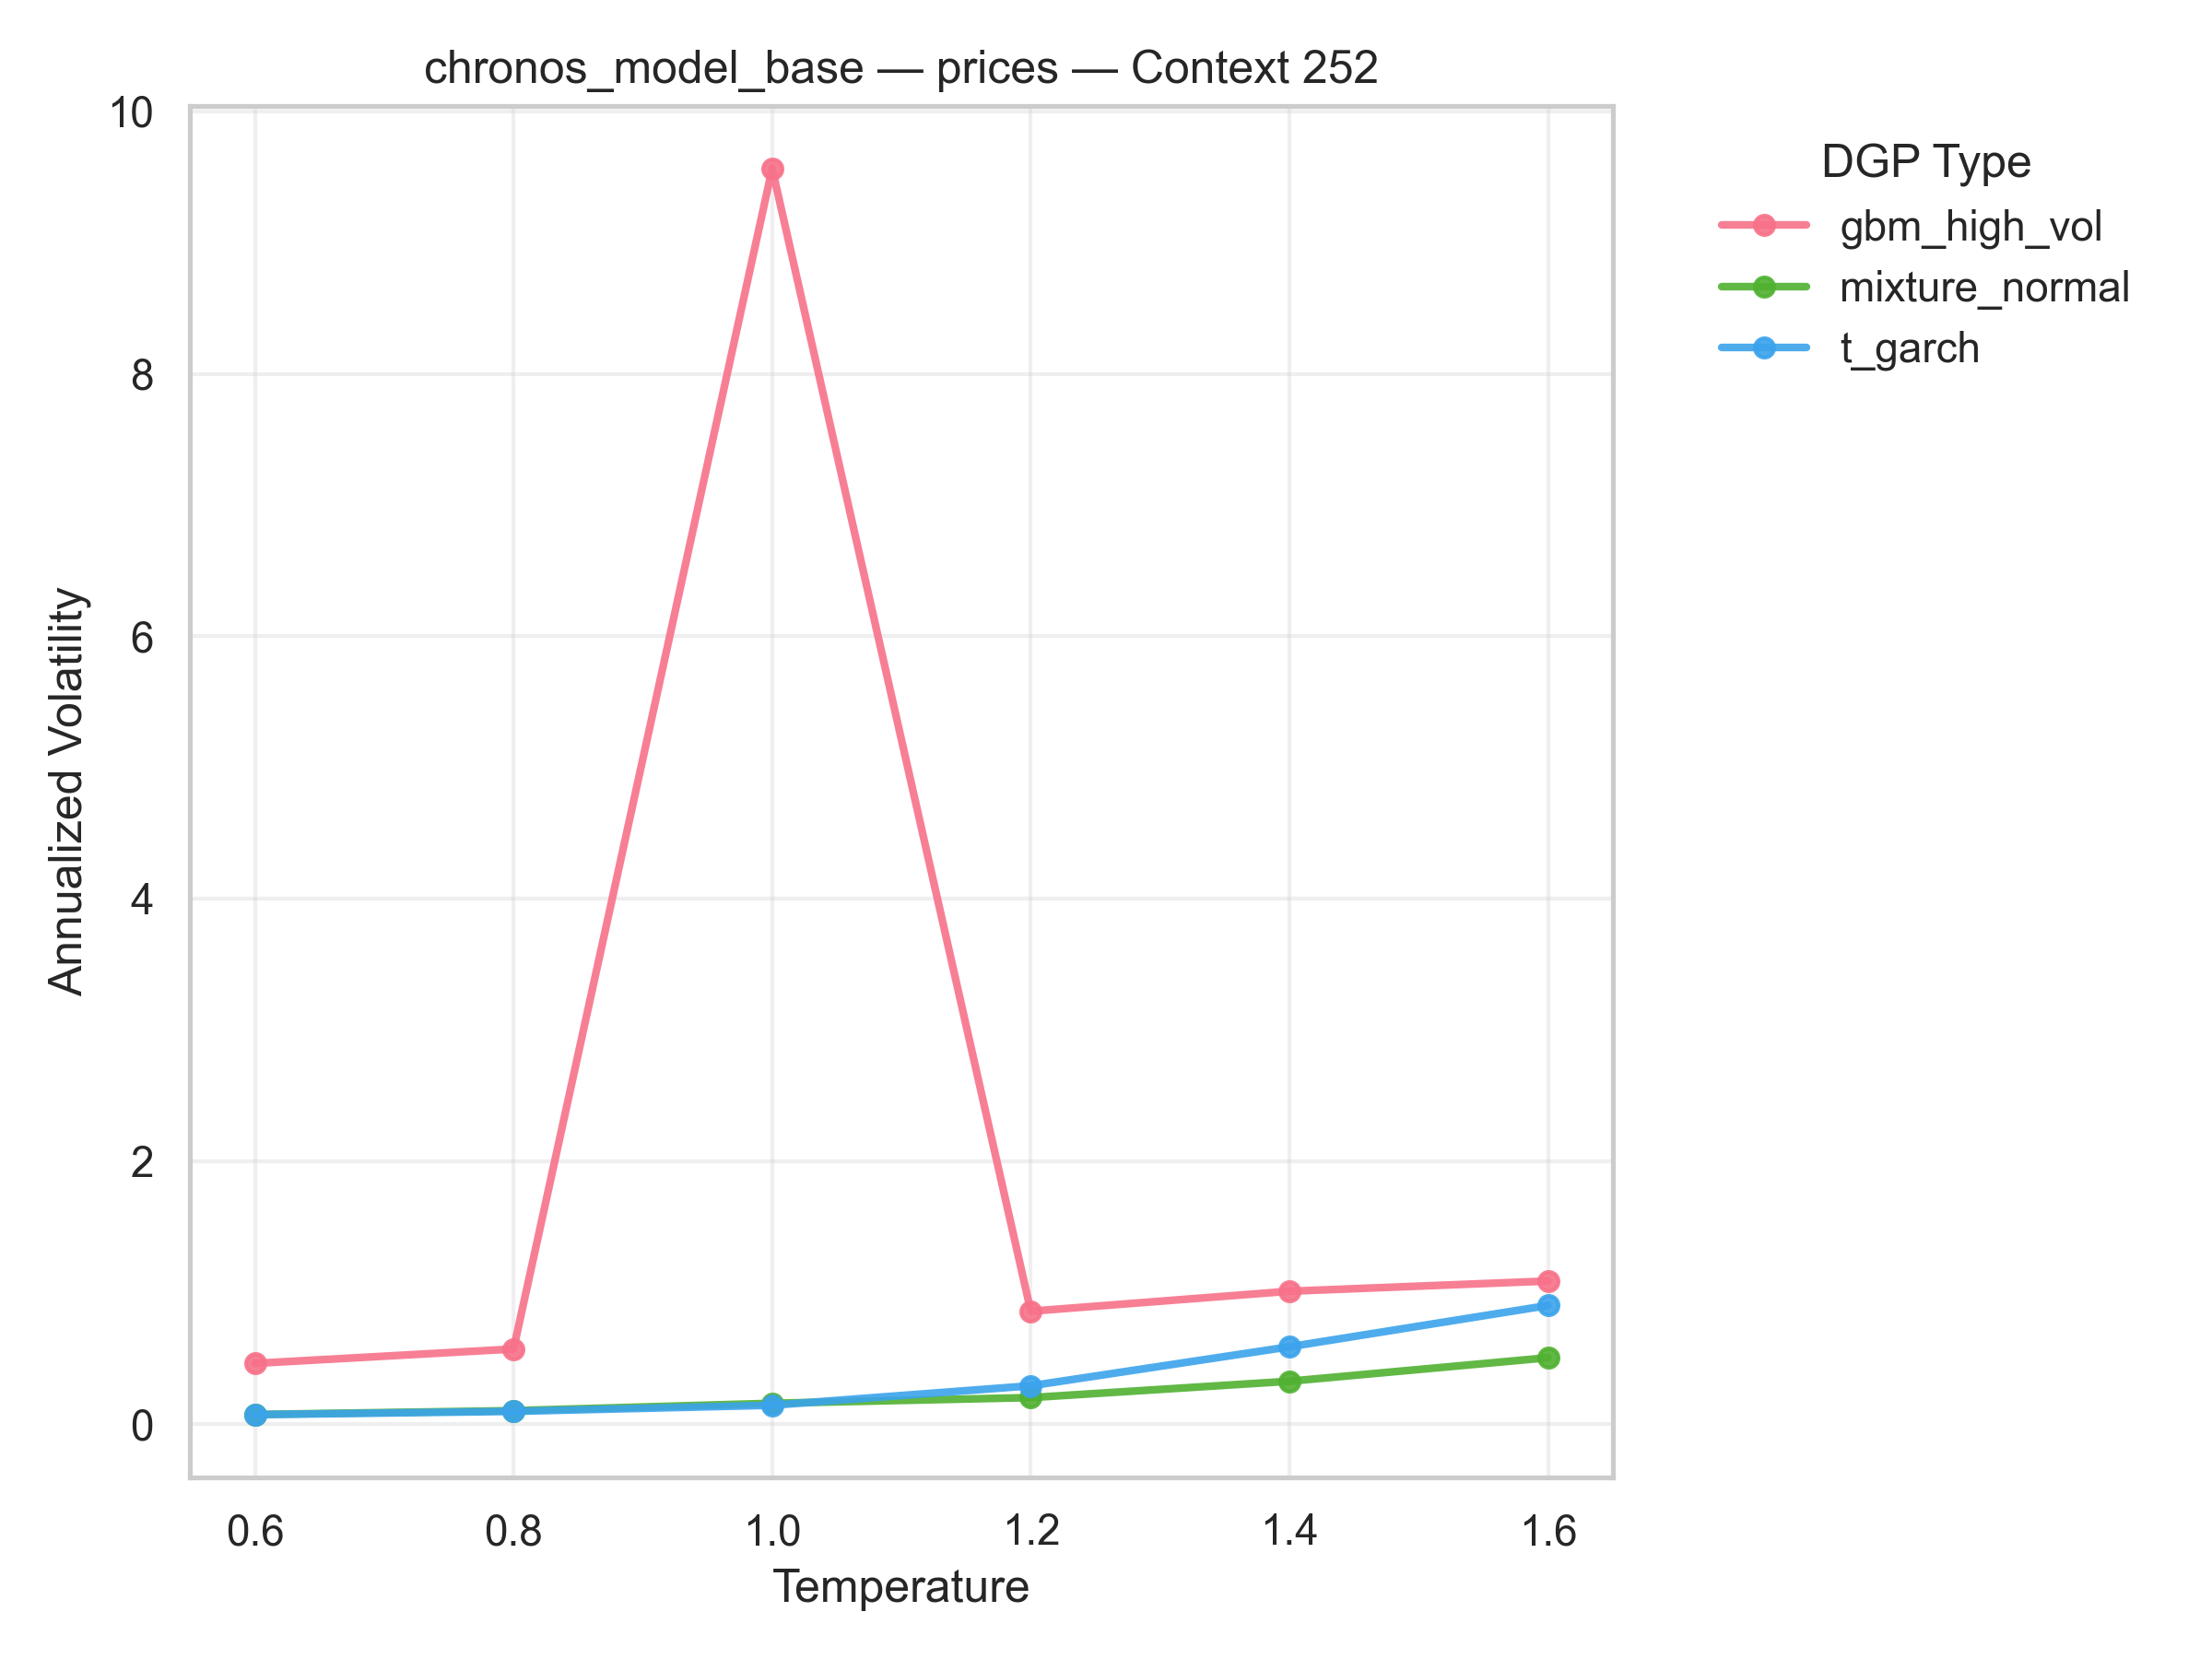 chronos_model_base — prices — Context 252
10
8
6
4
2
0
Annualized Volatility
0.6 0.8 1.0 1.2 1.4 1.6
Temperature
DGP Type
gbm_high_vol
mixture_normal
t_garch